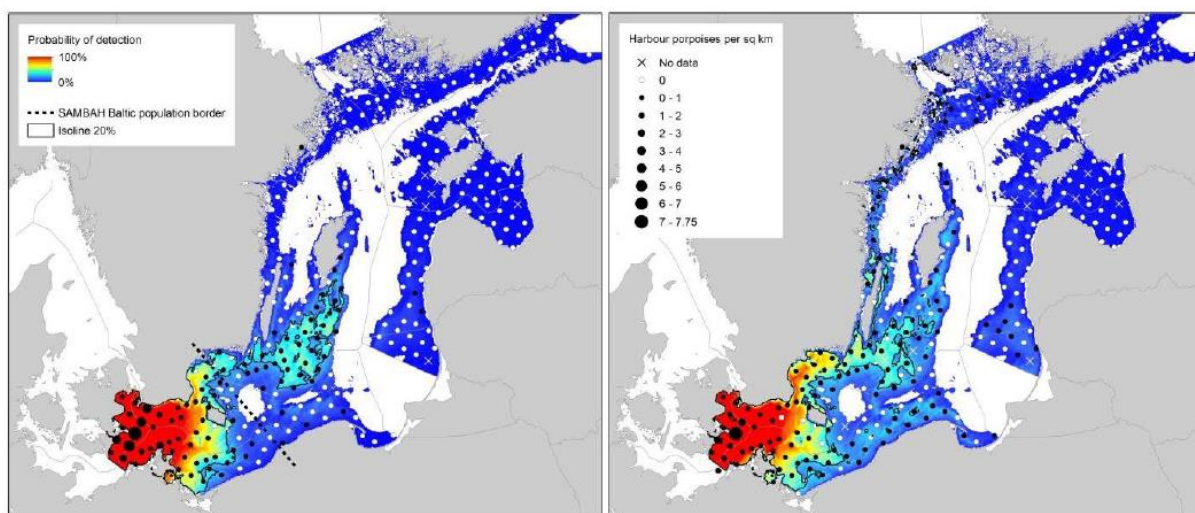 Probability of detection
100%
0%
SAMBAH Baltic population border
Isoline 20%
Harbour porpoises per sq km
No data
0
0 - 1
1 - 2
2 - 3
3 - 4
4 - 5
5 - 6
6 - 7
7 - 7.75